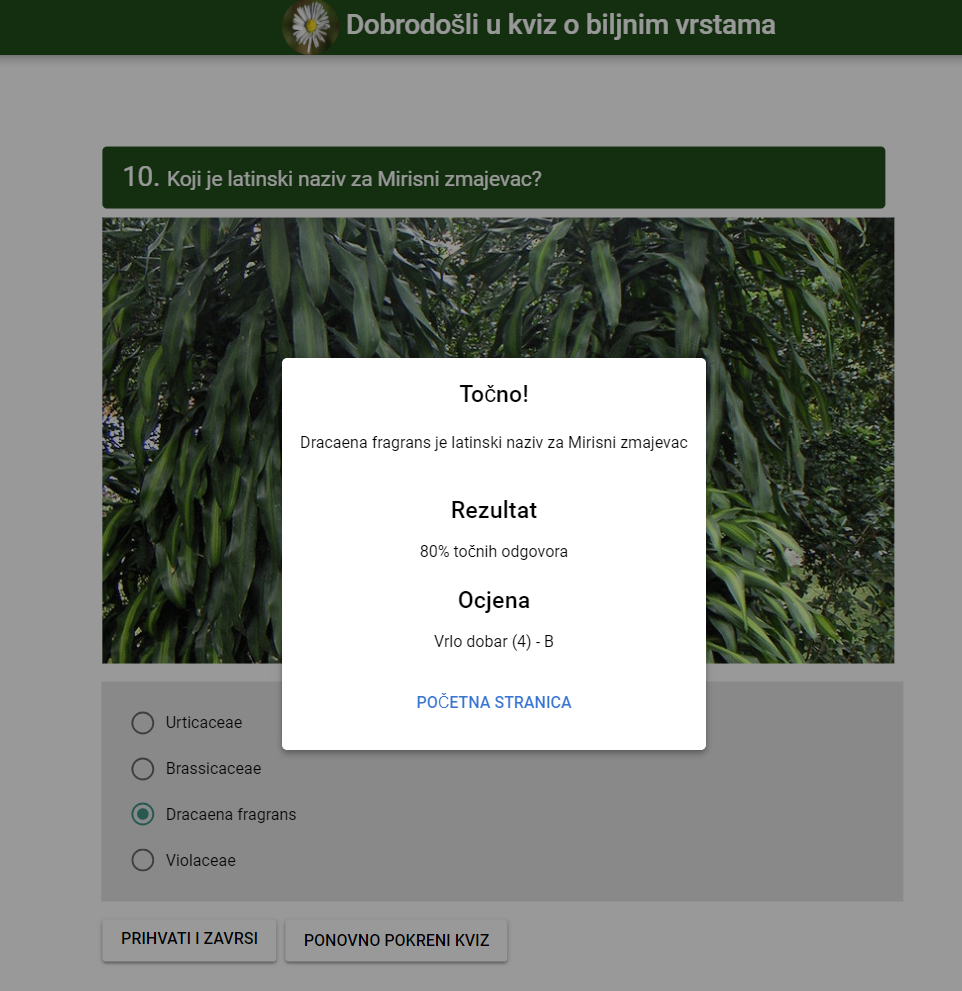 Dobrodošli u kviz o biljnim vrstama
10. Koji je latinski naziv za Mirisni zmajevac?
Točno!
Dracaena fragrans je latinski naziv za Mirisni zmajevac
Rezultat
80% točnih odgovora
Ocjena
Vrlo dobar (4) - B
POČETNA STRANICA
Urticaceae
Brassicaceae
Dracaena fragrans
Violaceae
PRIHVATI I ZAVRSI
PONOVNO POKRENI KVIZ